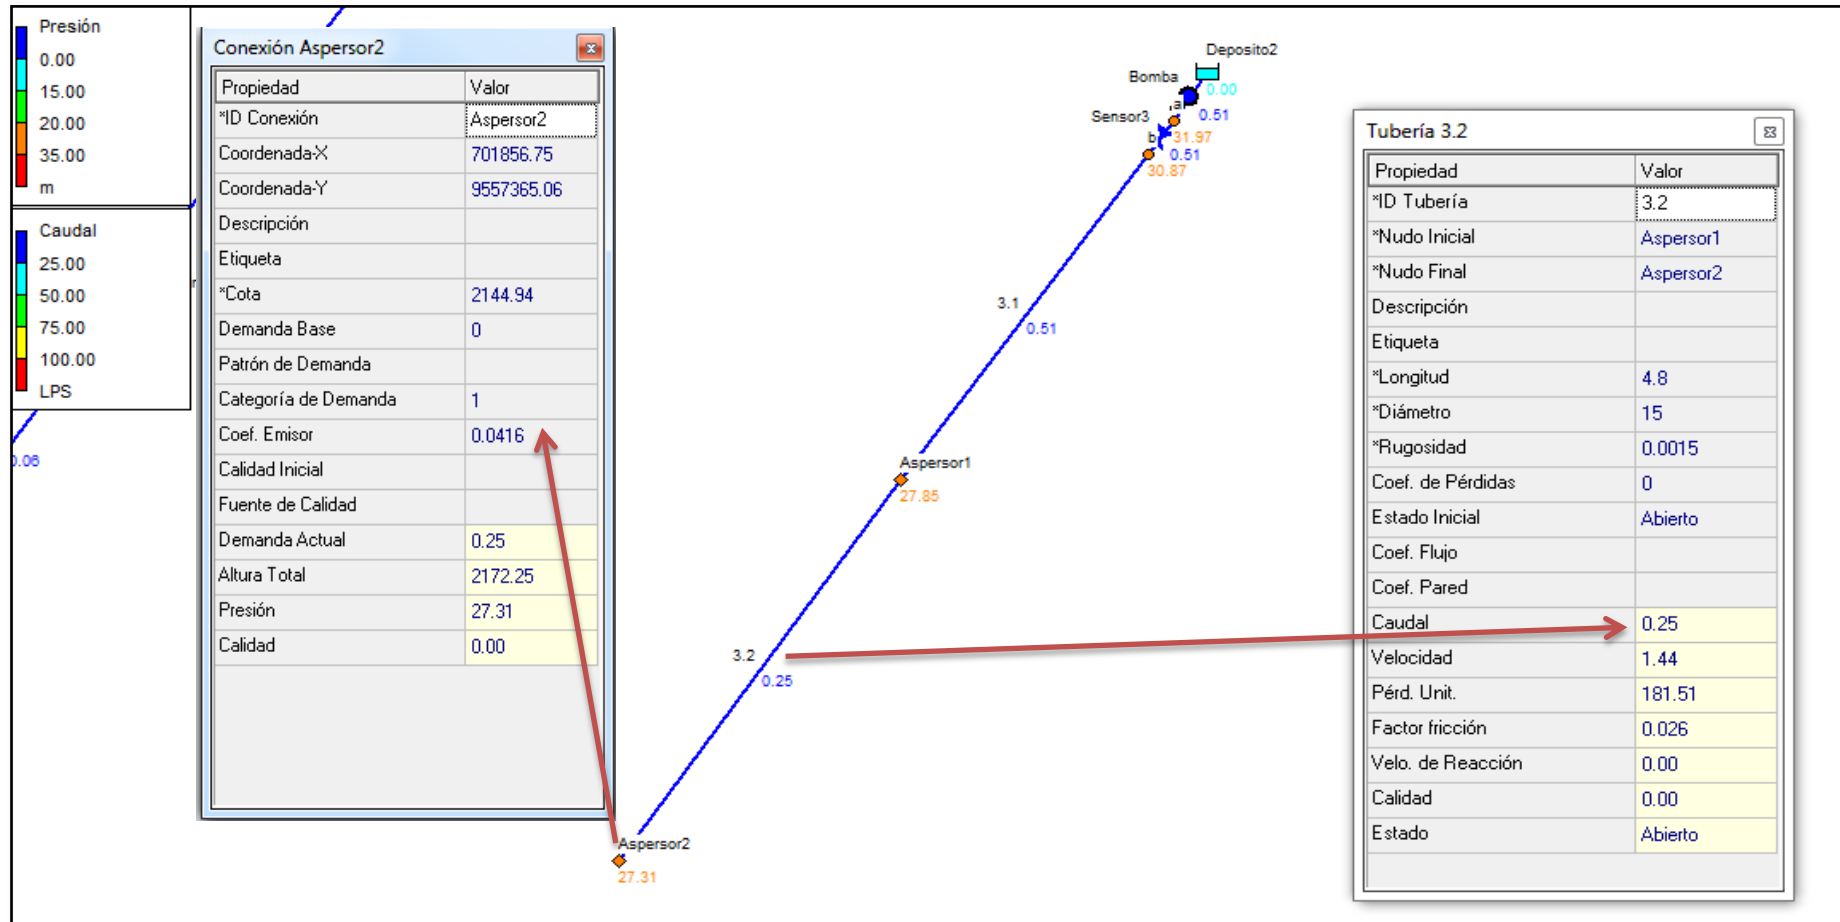 Presión
0.00
15.00
20.00
35.00
m
Caudal
25.00
50.00
75.00
100.00
LPS
0.06
Conexión Aspersor2
Propiedad Valor
*ID Conexión Aspersor2
Coordenada-X 701856.75
Coordenada-Y 9557365.06
Descripción
Etiqueta
*Cota 2144.94
Demanda Base 0
Patrón de Demanda
Categoría de Demanda 1
Coef. Emisor 0.0416
Calidad Inicial
Fuente de Calidad
Demanda Actual 0.25
Altura Total 2172.25
Presión 27.31
Calidad 0.00
Deposito2
Bomba
0.00
a
0.51
Sensor3
31.97
b
0.51
30.87
3.1
0.51
Aspersor1
27.85
3.2
0.25
Aspersor2
27.31
Tubería 3.2
Propiedad Valor
*ID Tubería 3.2
*Nudo Inicial Aspersor1
*Nudo Final Aspersor2
Descripción
Etiqueta
*Longitud 4.8
*Diámetro 15
*Rugosidad 0.0015
Coef. de Pérdidas 0
Estado Inicial Abierto
Coef. Flujo
Coef. Pared
Caudal 0.25
Velocidad 1.44
Pérd. Unit. 181.51
Factor fricción 0.026
Velo. de Reacción 0.00
Calidad 0.00
Estado Abierto